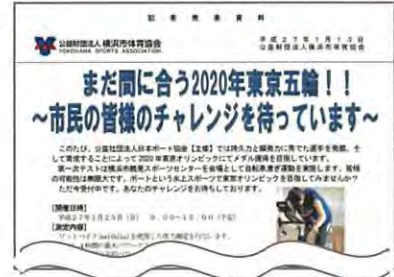 記者発表資料
平成27年1月13日
公益財団法人 横浜市体育協会
YOKOHAMA SPORTS ASSOCIATION
公益財団法人横浜市体育協会
まだ間に合う2020年東京五輪!!
~市民の皆様のチャレンジを待っています~
このたび、公益社団法人日本ボート協会【主催】では持久力と瞬発力に秀でた選手を発掘、そ
して育成することによって2020年東京オリンピックにてメダル獲得を目指しています。
第一次テストは横浜市鶴見スポーツセンターを会場として自転車漕ぎ運動を実施します。皆様
の可能性は無限大です。ボートという水上スポーツで東京オリンピックを目指してみませんか?
ただ今受付中です。あなたのチャレンジをお待ちしております。
【開催日時】
平成27年1月25日(日) 9:00~18:00(予定)
【測定内容】